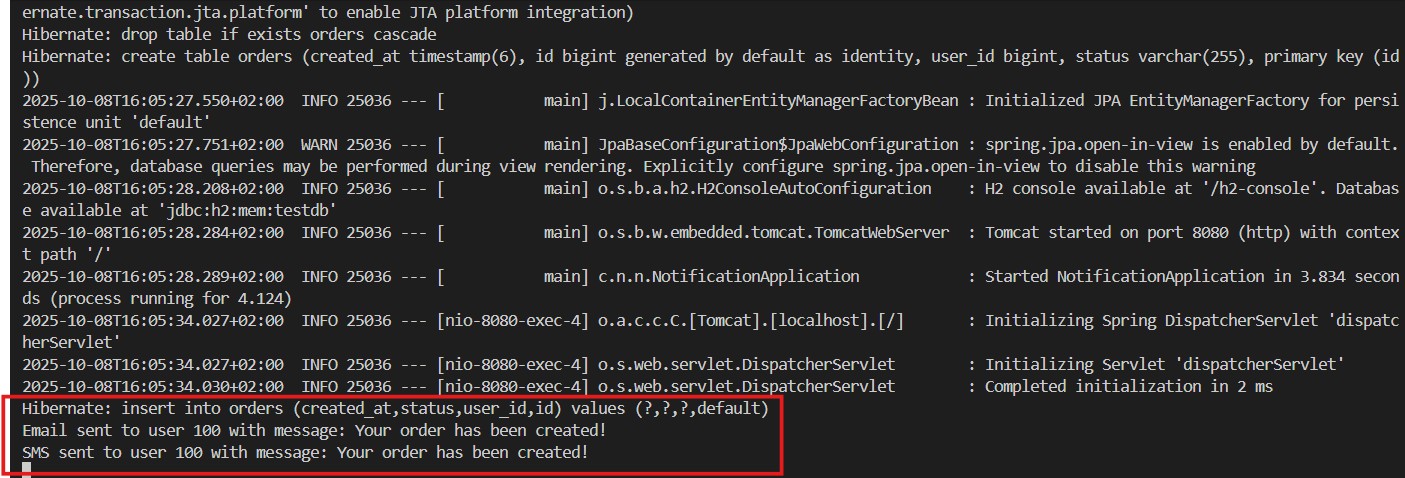 ernate.transaction.jta.platform' to enable JTA platform integration)
Hibernate: drop table if exists orders cascade
Hibernate: create table orders (created_at timestamp(6), id bigint generated by default as identity, user_id bigint, status varchar(255), primary key (id
))
2025-10-08T16:05:27.550+02:00  INFO 25036 --- [           main] j.LocalContainerEntityManagerFactoryBean : Initialized JPA EntityManagerFactory for persi
stence unit 'default'
2025-10-08T16:05:27.751+02:00  WARN 25036 --- [           main] JpaBaseConfiguration$JpaWebConfiguration : spring.jpa.open-in-view is enabled by default.
 Therefore, database queries may be performed during view rendering. Explicitly configure spring.jpa.open-in-view to disable this warning
2025-10-08T16:05:28.208+02:00  INFO 25036 --- [           main] o.s.b.a.h2.H2ConsoleAutoConfiguration    : H2 console available at '/h2-console'. Databas
e available at 'jdbc:h2:mem:testdb'
2025-10-08T16:05:28.284+02:00  INFO 25036 --- [           main] o.s.b.w.embedded.tomcat.TomcatWebServer  : Tomcat started on port 8080 (http) with contex
t path '/'
2025-10-08T16:05:28.289+02:00  INFO 25036 --- [           main] c.n.n.NotificationApplication            : Started NotificationApplication in 3.834 secon
ds (process running for 4.124)
2025-10-08T16:05:34.027+02:00  INFO 25036 --- [nio-8080-exec-4] o.a.c.c.C.[Tomcat].[localhost].[/]       : Initializing Spring DispatcherServlet 'dispatc
herServlet'
2025-10-08T16:05:34.027+02:00  INFO 25036 --- [nio-8080-exec-4] o.s.web.servlet.DispatcherServlet        : Initializing Servlet 'dispatcherServlet'
2025-10-08T16:05:34.030+02:00  INFO 25036 --- [nio-8080-exec-4] o.s.web.servlet.DispatcherServlet        : Completed initialization in 2 ms
Hibernate: insert into orders (created_at,status,user_id,id) values (?,?,?,default)
Email sent to user 100 with message: Your order has been created!
SMS sent to user 100 with message: Your order has been created!